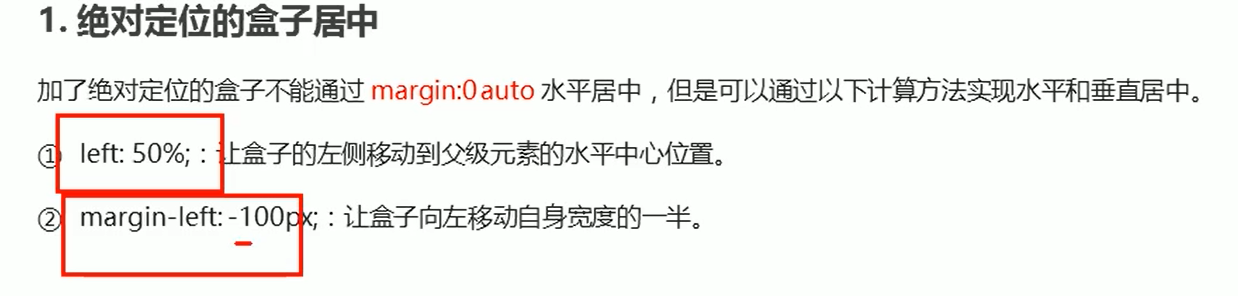 1. 绝对定位的盒子居中
加了绝对定位的盒子不能通过 margin:0 auto 水平居中，但是可以通过以下计算方法实现水平和垂直居中。
① left: 50%;：让盒子的左侧移动到父级元素的水平中心位置。
② margin-left: -100px;：让盒子向左移动自身宽度的一半。